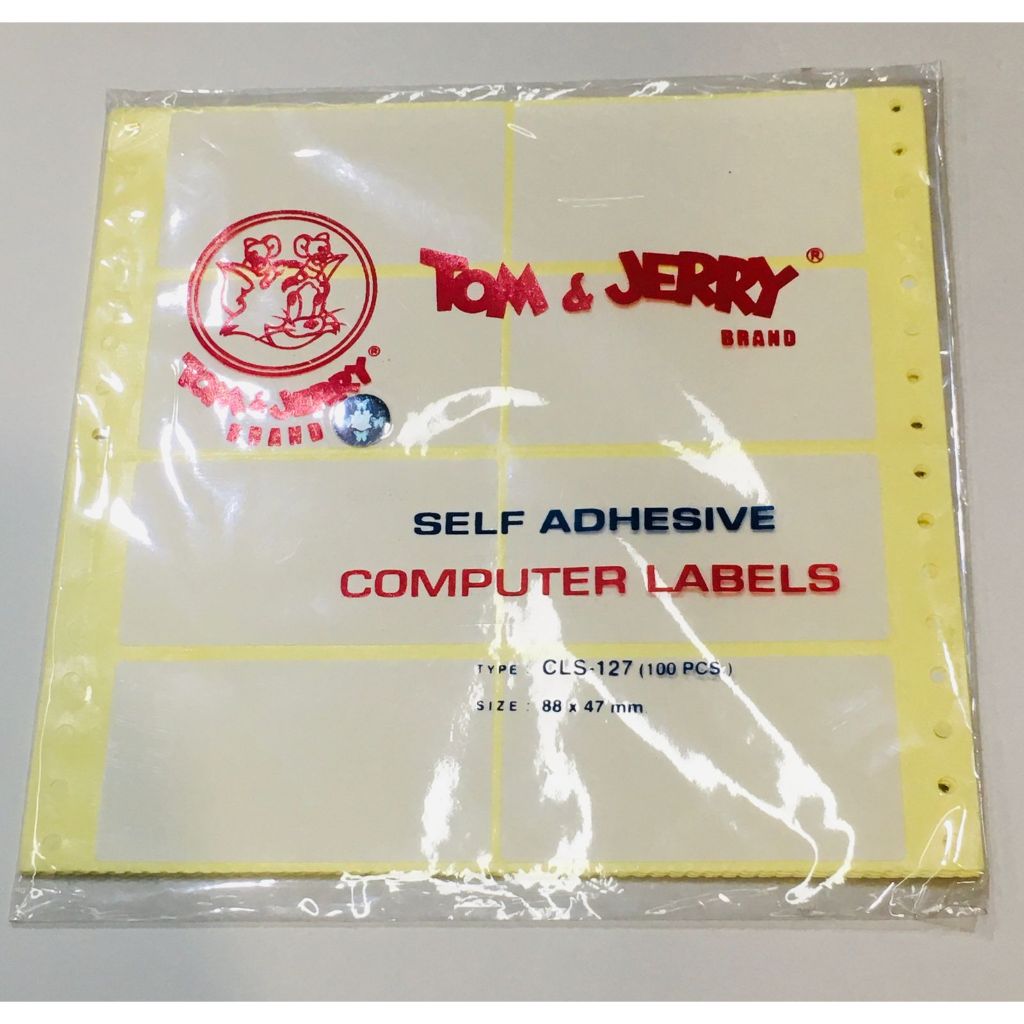 TOM & JERRY®
BRAND
TOM & JERRY®
BRAND
SELF ADHESIVE
COMPUTER LABELS
TYPE : CLS-127 (100 PCS.)
SIZE : 88 x 47 mm.